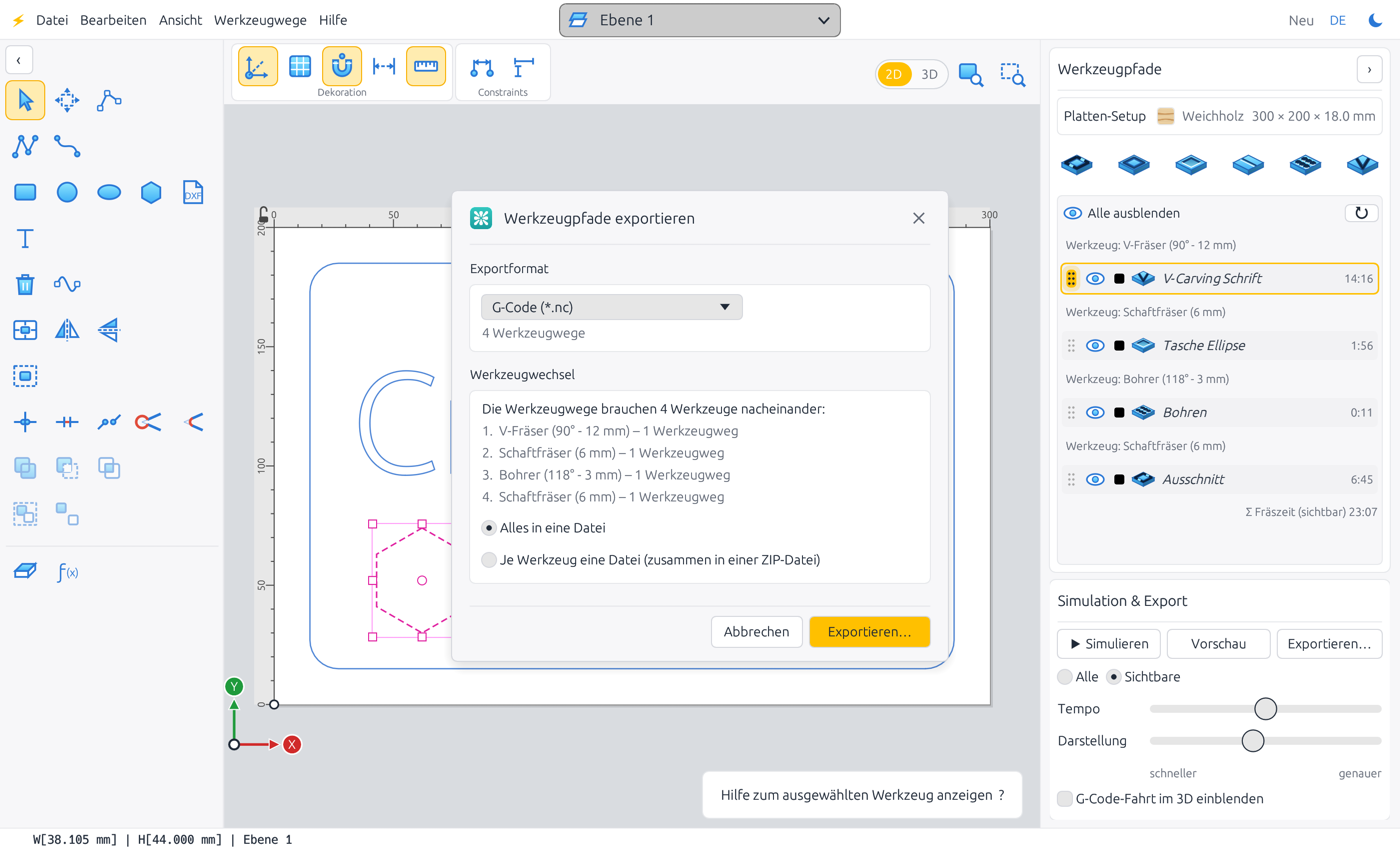 Datei Bearbeiten Ansicht Werkzeugwege Hilfe
Ebene 1
Neu DE
Dekoration
Constraints
2D 3D
DXF
T
f(x)
0 50 300
200
150
100
50
0
C
Y
X
Werkzeugpfade exportieren
Exportformat
G-Code (*.nc)
4 Werkzeugwege
Werkzeugwechsel
Die Werkzeugwege brauchen 4 Werkzeuge nacheinander:
1. V-Fräser (90° - 12 mm) – 1 Werkzeugweg
2. Schaftfräser (6 mm) – 1 Werkzeugweg
3. Bohrer (118° - 3 mm) – 1 Werkzeugweg
4. Schaftfräser (6 mm) – 1 Werkzeugweg
Alles in eine Datei
Je Werkzeug eine Datei (zusammen in einer ZIP-Datei)
Abbrechen Exportieren…
Hilfe zum ausgewählten Werkzeug anzeigen ?
Werkzeugpfade
Platten-Setup Weichholz 300 × 200 × 18.0 mm
Alle ausblenden
Werkzeug: V-Fräser (90° - 12 mm)
V-Carving Schrift 14:16
Werkzeug: Schaftfräser (6 mm)
Tasche Ellipse 1:56
Werkzeug: Bohrer (118° - 3 mm)
Bohren 0:11
Werkzeug: Schaftfräser (6 mm)
Ausschnitt 6:45
Σ Fräszeit (sichtbar) 23:07
Simulation & Export
Simulieren Vorschau Exportieren…
Alle Sichtbare
Tempo
Darstellung
schneller genauer
G-Code-Fahrt im 3D einblenden
W[38.105 mm] | H[44.000 mm] | Ebene 1